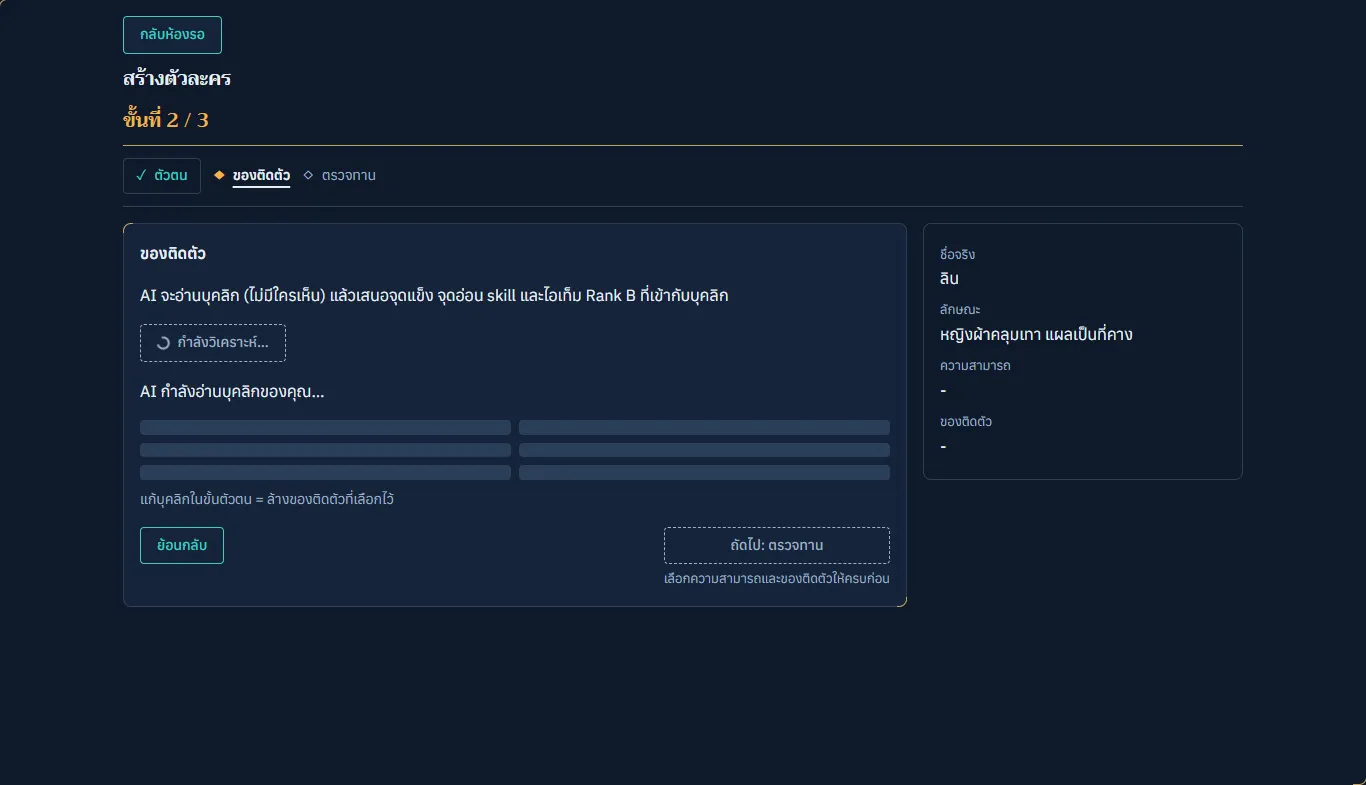 กลับห้องรอ
สร้างตัวละคร
ขั้นที่ 2 / 3
✓ ตัวตน ◆ ของติดตัว ◇ ตรวจทาน
ของติดตัว
AI จะอ่านบุคลิก (ไม่มีใครเห็น) แล้วเสนอจุดแข็ง จุดอ่อน skill และไอเท็ม Rank B ที่เข้ากับบุคลิก
กำลังวิเคราะห์...
AI กำลังอ่านบุคลิกของคุณ...
แก้บุคลิกในขั้นตัวตน = ล้างของติดตัวที่เลือกไว้
ย้อนกลับ
ถัดไป: ตรวจทาน
เลือกความสามารถและของติดตัวให้ครบก่อน
ชื่อจริง
ลิน
ลักษณะ
หญิงผ้าคลุมเทา แผลเป็นที่คาง
ความสามารถ
-
ของติดตัว
-